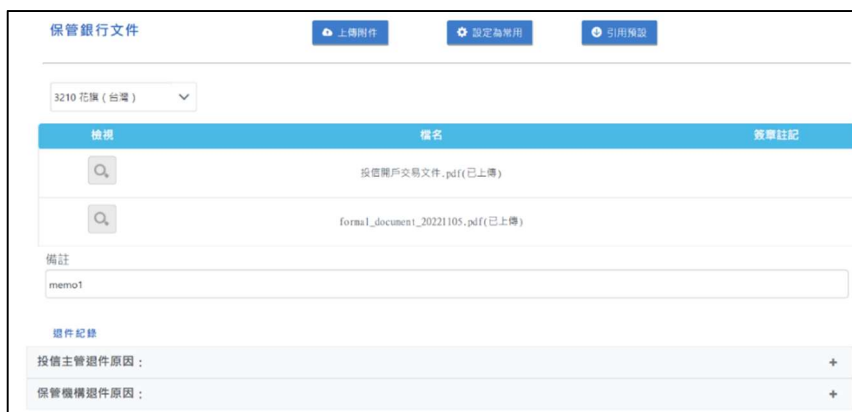 保管銀行文件
上傳附件 設定為常用 引用預設
3210 花旗 ( 台灣 )
檢視 檔名 簽章註記
投信開戶交易文件.pdf(已上傳)
formal_document_20221105.pdf(已上傳)
備註
memo1
退件紀錄
投信主管退件原因： +
保管機構退件原因： +